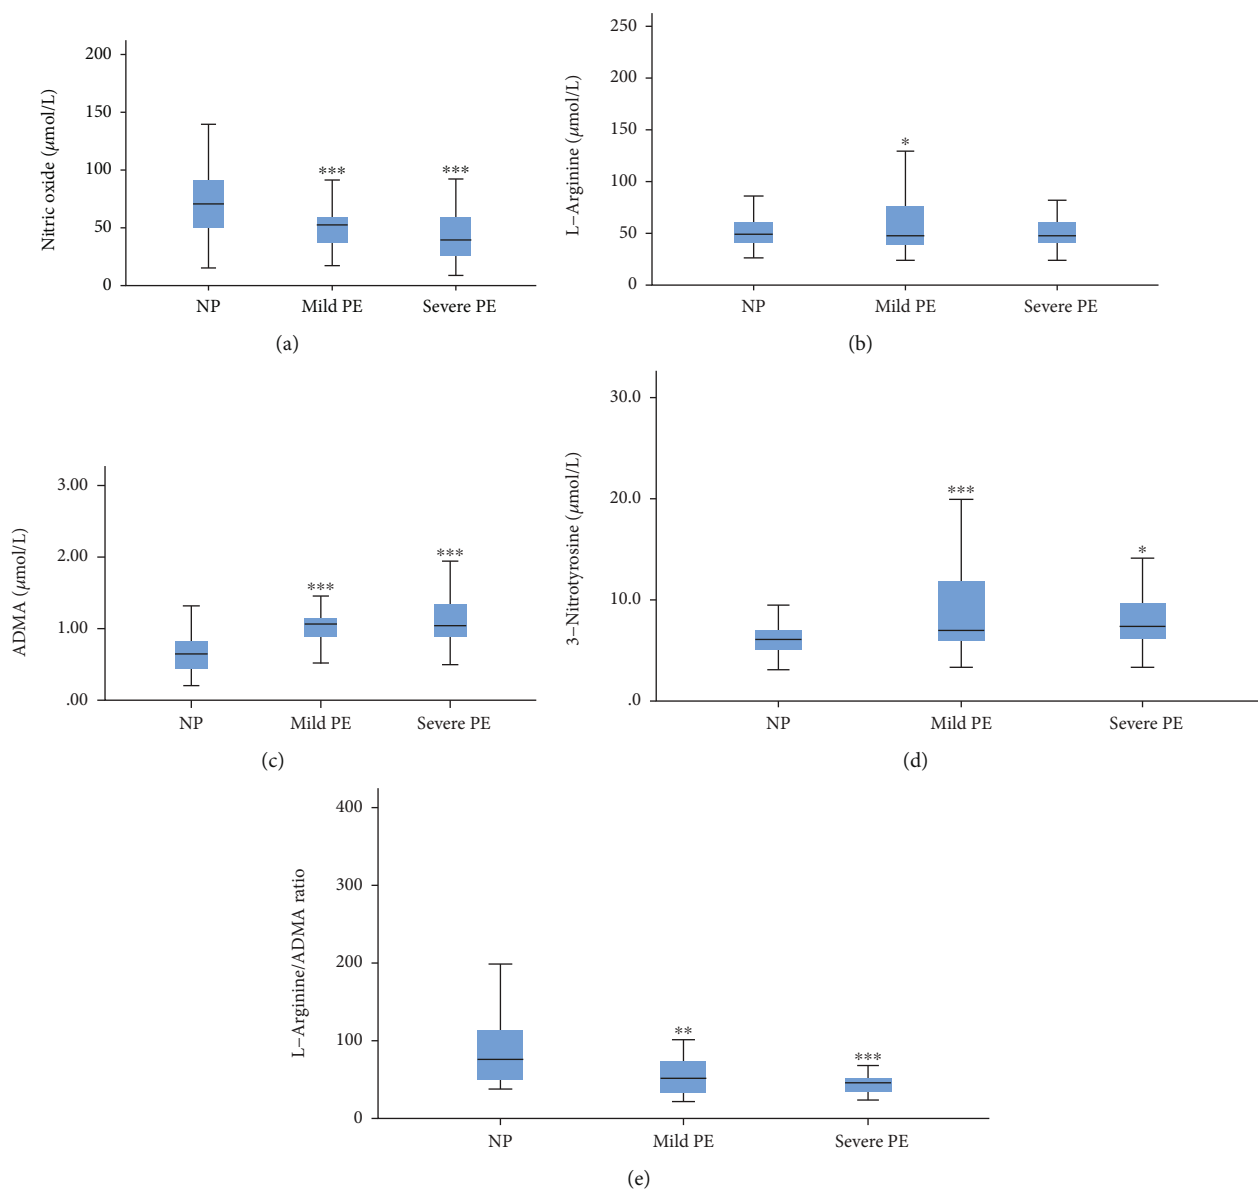 Nitric oxide (μmol/L)
200
150
100
50
0
***
***
NP
Mild PE
Severe PE
(a)
L−Arginine (μmol/L)
250
200
150
100
50
0
*
NP
Mild PE
Severe PE
(b)
ADMA (μmol/L)
3.00
2.00
1.00
.00
***
***
NP
Mild PE
Severe PE
(c)
3−Nitrotyrosine (μmol/L)
30.0
20.0
10.0
.0
***
*
NP
Mild PE
Severe PE
(d)
L−Arginine/ADMA ratio
400
300
200
100
0
**
***
NP
Mild PE
Severe PE
(e)